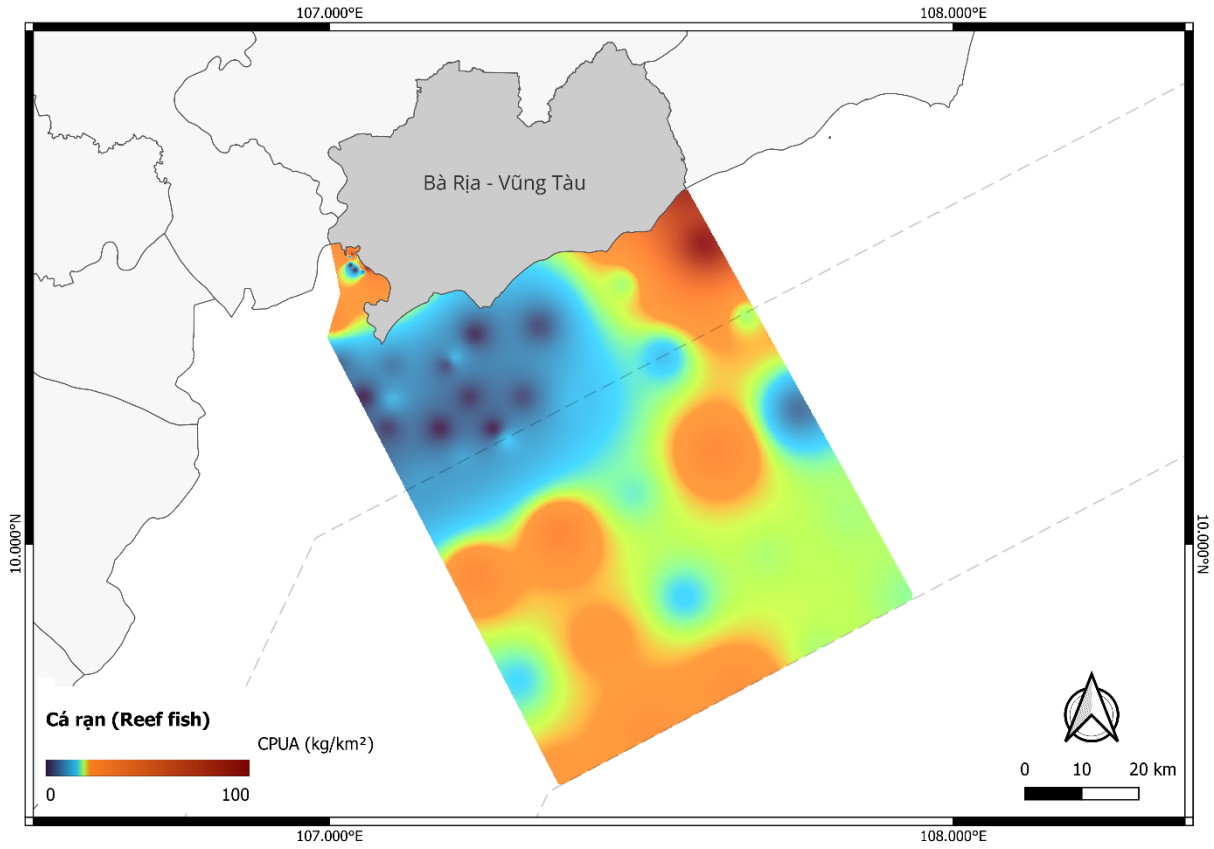 107.000°E
108.000°E
Bà Rịa - Vũng Tàu
10.000°N
10.000°N
Cá rạn (Reef fish)
CPUA (kg/km²)
0
100
0 10 20 km
107.000°E
108.000°E